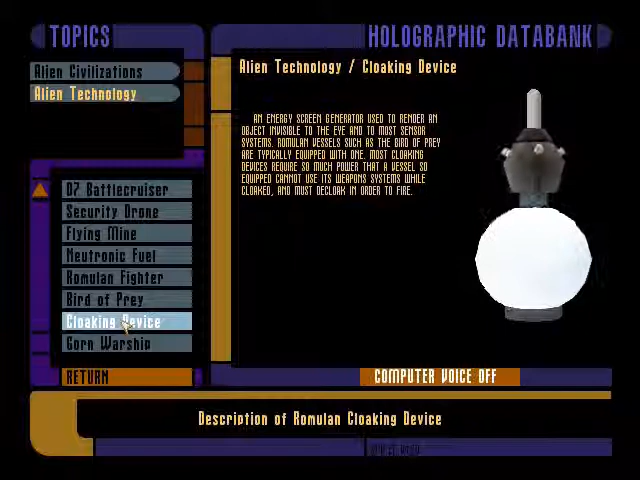 TOPICS
HOLOGRAPHIC DATABANK
Alien Civilizations
Alien Technology
Alien Technology / Cloaking Device
AN ENERGY SCREEN GENERATOR USED TO RENDER AN
OBJECT INVISIBLE TO THE EYE AND TO MOST SENSOR
SYSTEMS. ROMULAN VESSELS SUCH AS THE BIRD OF PREY
ARE TYPICALLY EQUIPPED WITH ONE. MOST CLOAKING
DEVICES REQUIRE SO MUCH POWER THAT A VESSEL SO
EQUIPPED CANNOT USE ITS WEAPONS SYSTEMS WHILE
CLOAKED, AND MUST DECLOAK IN ORDER TO FIRE.
D7 Battlecruiser
Security Drone
Flying Mine
Neutronic Fuel
Romulan Fighter
Bird of Prey
Cloaking Device
Gorn Warship
RETURN
COMPUTER VOICE OFF
Description of Romulan Cloaking Device